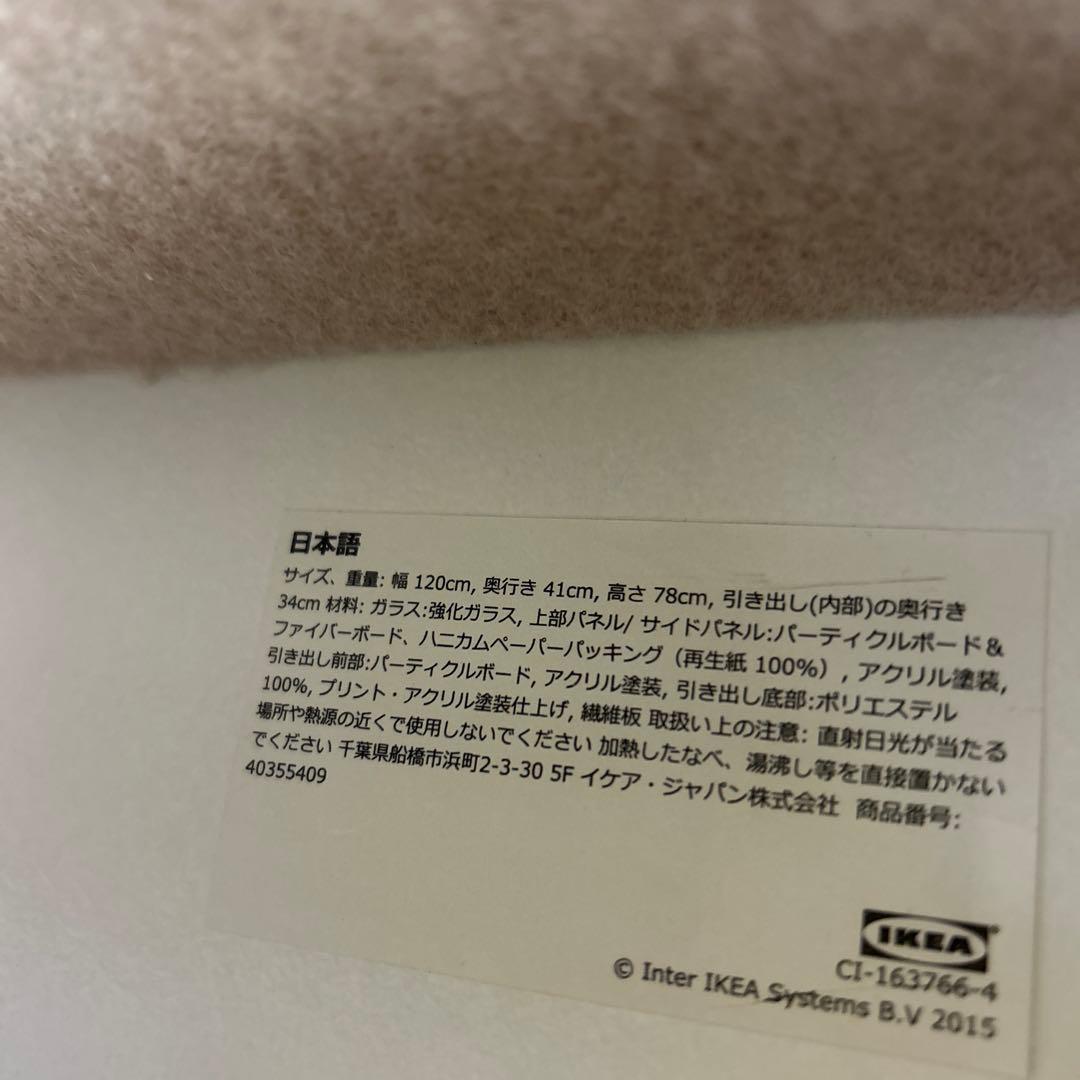 日本語
サイズ、重量: 幅 120cm, 奥行き 41cm, 高さ 78cm, 引き出し(内部)の奥行き
34cm 材料: ガラス:強化ガラス, 上部パネル/ サイドパネル:パーティクルボード＆
ファイバーボード、ハニカムペーパーパッキング（再生紙 100%）, アクリル塗装,
引き出し前部:パーティクルボード, アクリル塗装, 引き出し底部:ポリエステル
100%, プリント・アクリル塗装仕上げ, 繊維板 取扱い上の注意: 直射日光が当たる
場所や熱源の近くで使用しないでください 加熱したなべ、湯沸し等を直接置かない
でください 千葉県船橋市浜町2-3-30 5F イケア・ジャパン株式会社 商品番号:
40355409
IKEA®
CI-163766-4
© Inter IKEA Systems B.V 2015